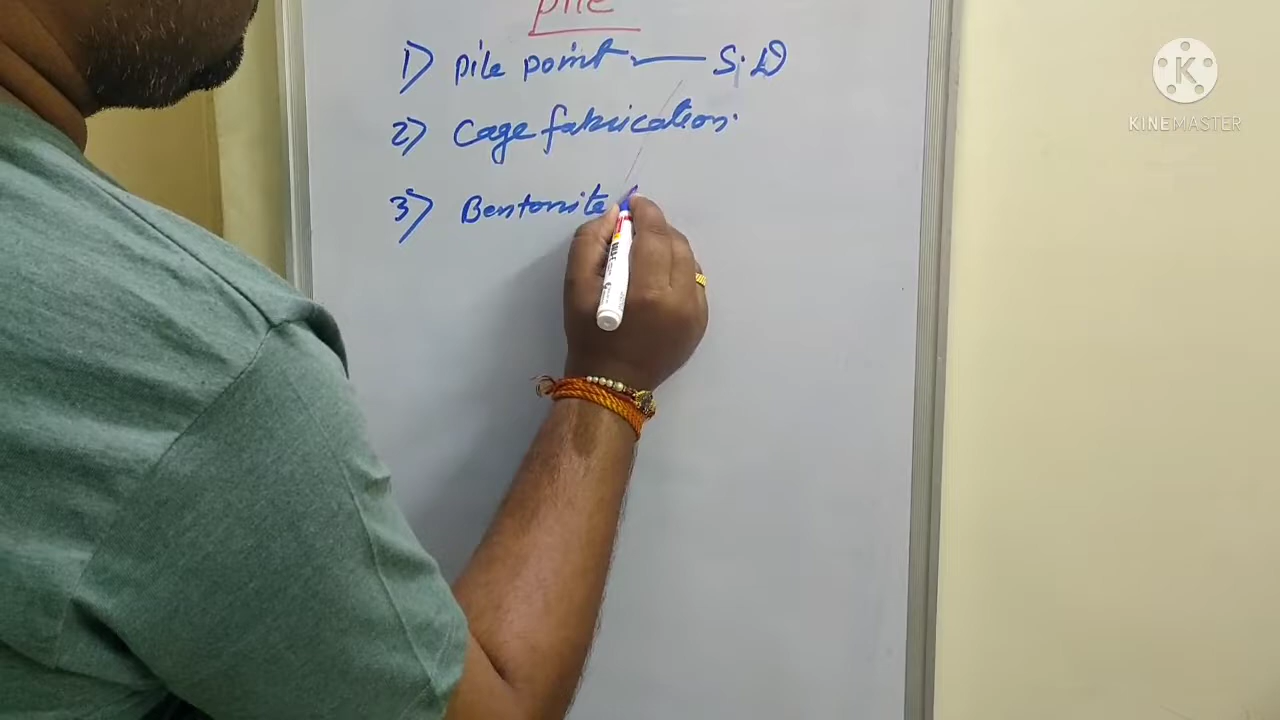 pile
1) pile point — S.D
2) Cage fabrication.
3) Bentonite
K
KINEMASTER